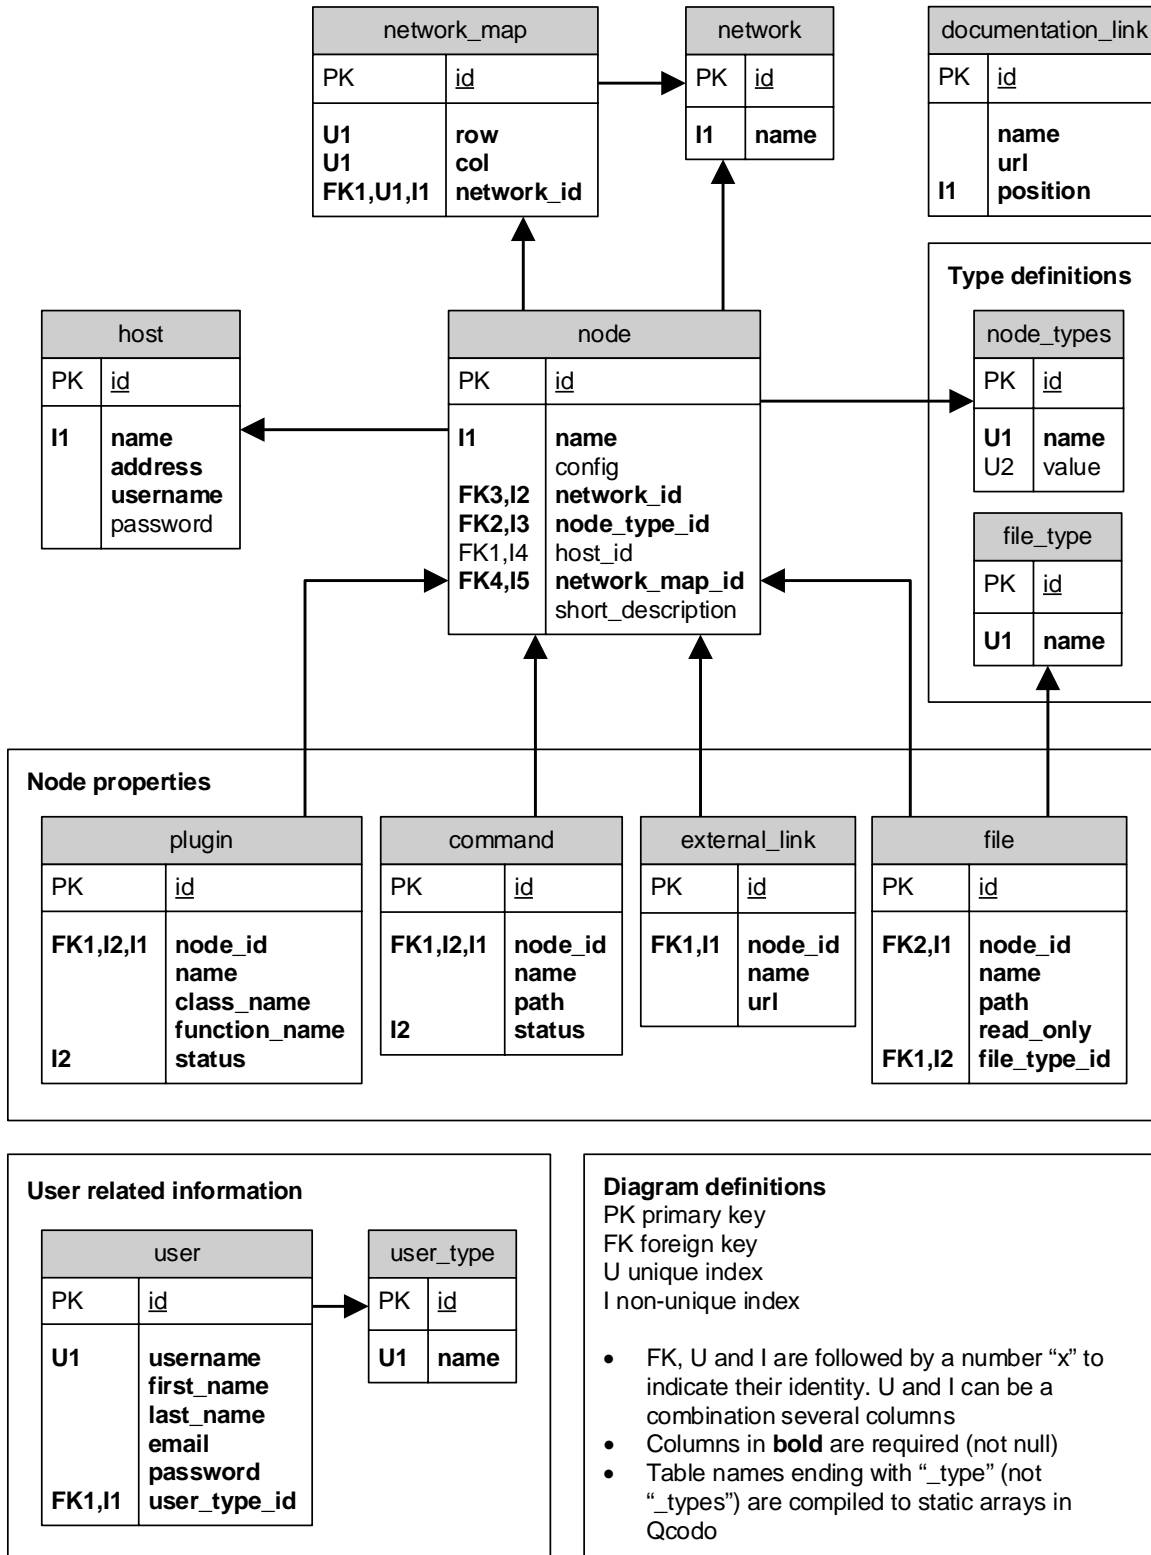 network_map
PK id
U1 row
U1 col
FK1,U1,I1 network_id
network
PK id
I1 name
documentation_link
PK id
name
url
I1 position
Type definitions
node_types
PK id
U1 name
U2 value
file_type
PK id
U1 name
host
PK id
I1 name
address
username
password
node
PK id
I1 name
config
FK3,I2 network_id
FK2,I3 node_type_id
FK1,I4 host_id
FK4,I5 network_map_id
short_description
Node properties
plugin
PK id
FK1,I2,I1 node_id
name
class_name
function_name
I2 status
command
PK id
FK1,I2,I1 node_id
name
path
I2 status
external_link
PK id
FK1,I1 node_id
name
url
file
PK id
FK2,I1 node_id
name
path
read_only
FK1,I2 file_type_id
User related information
user
PK id
U1 username
first_name
last_name
email
password
FK1,I1 user_type_id
user_type
PK id
U1 name
Diagram definitions
PK primary key
FK foreign key
U unique index
I non-unique index
• FK, U and I are followed by a number “x” to
indicate their identity. U and I can be a
combination several columns
• Columns in bold are required (not null)
• Table names ending with “_type” (not
“_types”) are compiled to static arrays in
Qcodo